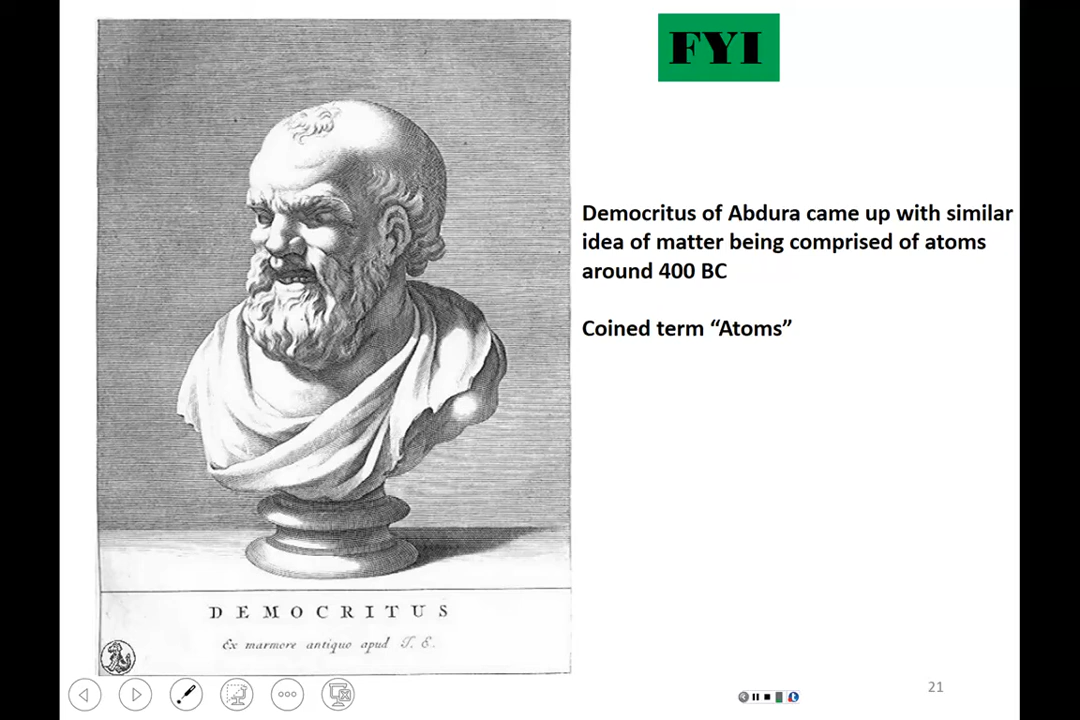 FYI
Democritus of Abdura came up with similar
idea of matter being comprised of atoms
around 400 BC
Coined term “Atoms”
DEMOCRITUS
Ex marmore antiquo apud J. E.
21